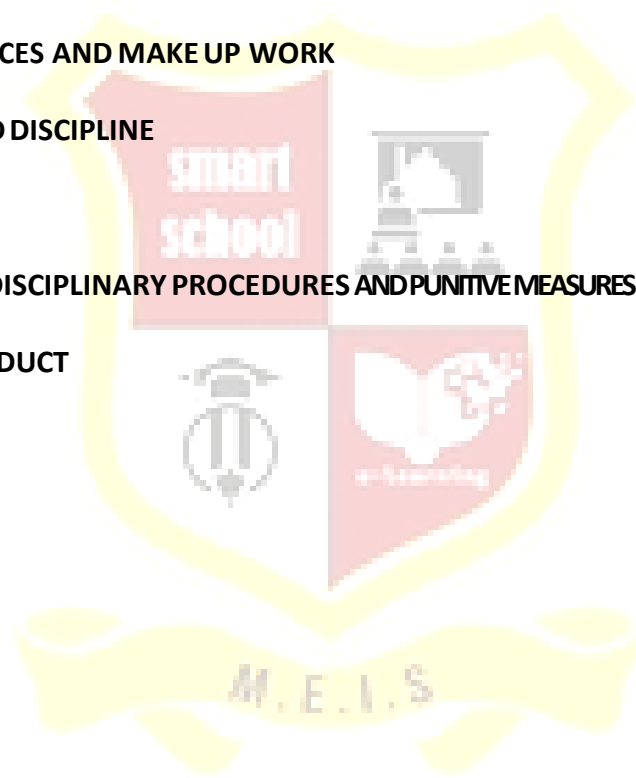 CES AND MAKE UP WORK
D DISCIPLINE
smart
school
DISCIPLINARY PROCEDURES AND PUNITIVE MEASURES
DUCT
e-learning
M.E.I.S